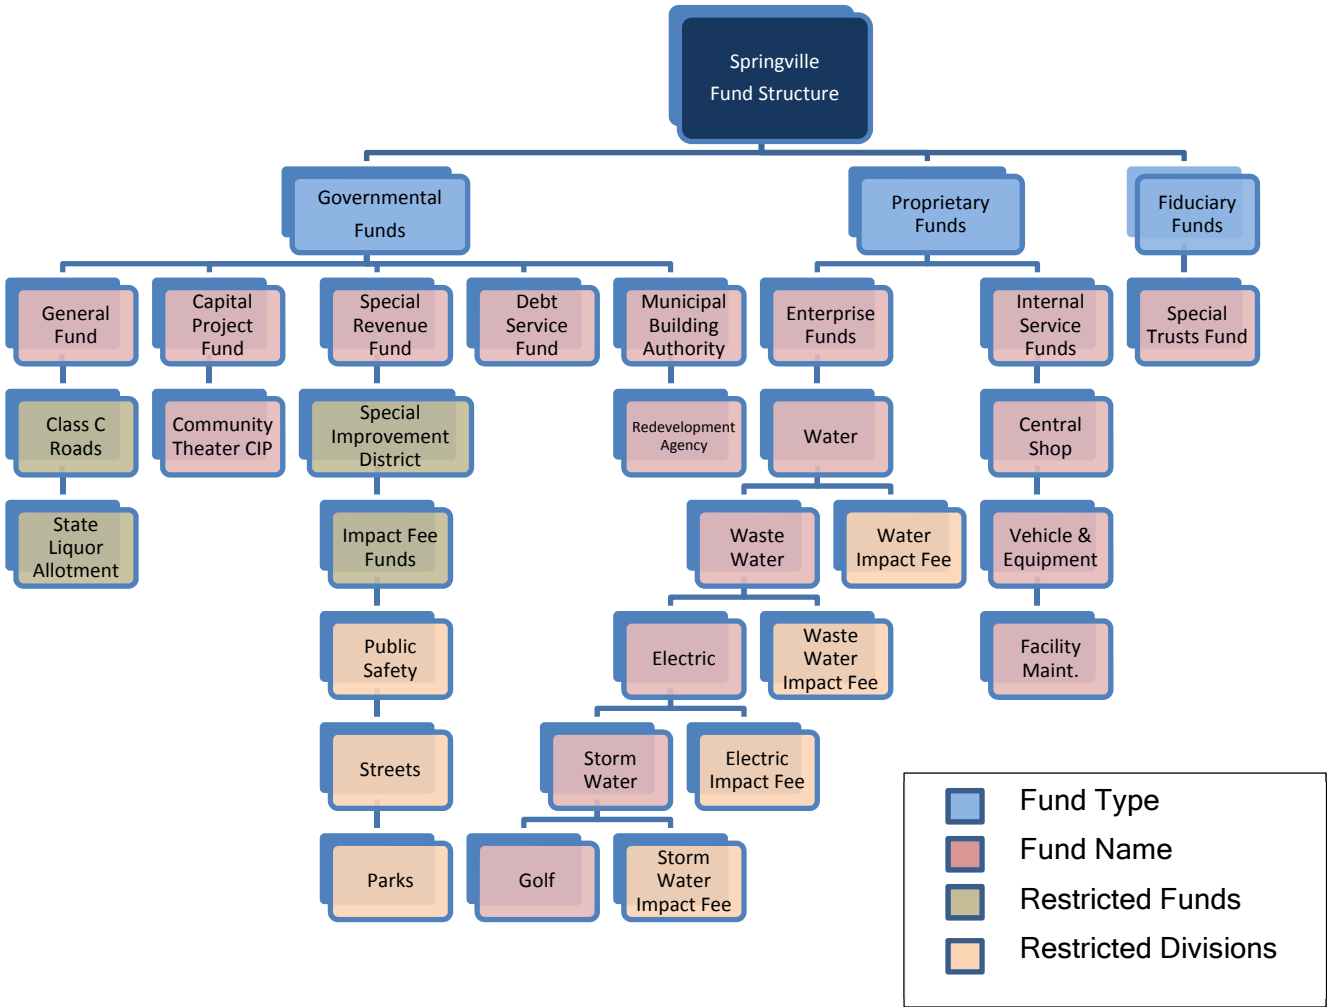 Springville
Fund Structure
Governmental
Funds
Proprietary
Funds
Fiduciary
Funds
General
Fund
Capital
Project
Fund
Special
Revenue
Fund
Debt
Service
Fund
Municipal
Building
Authority
Enterprise
Funds
Internal
Service
Funds
Special
Trusts Fund
Class C
Roads
Community
Theater CIP
Special
Improvement
District
Redevelopment
Agency
Water
Central
Shop
State
Liquor
Allotment
Impact Fee
Funds
Waste
Water
Water
Impact Fee
Vehicle &
Equipment
Public
Safety
Electric
Waste
Water
Impact Fee
Facility
Maint.
Streets
Storm
Water
Electric
Impact Fee
Parks
Golf
Storm
Water
Impact Fee
Fund Type
Fund Name
Restricted Funds
Restricted Divisions